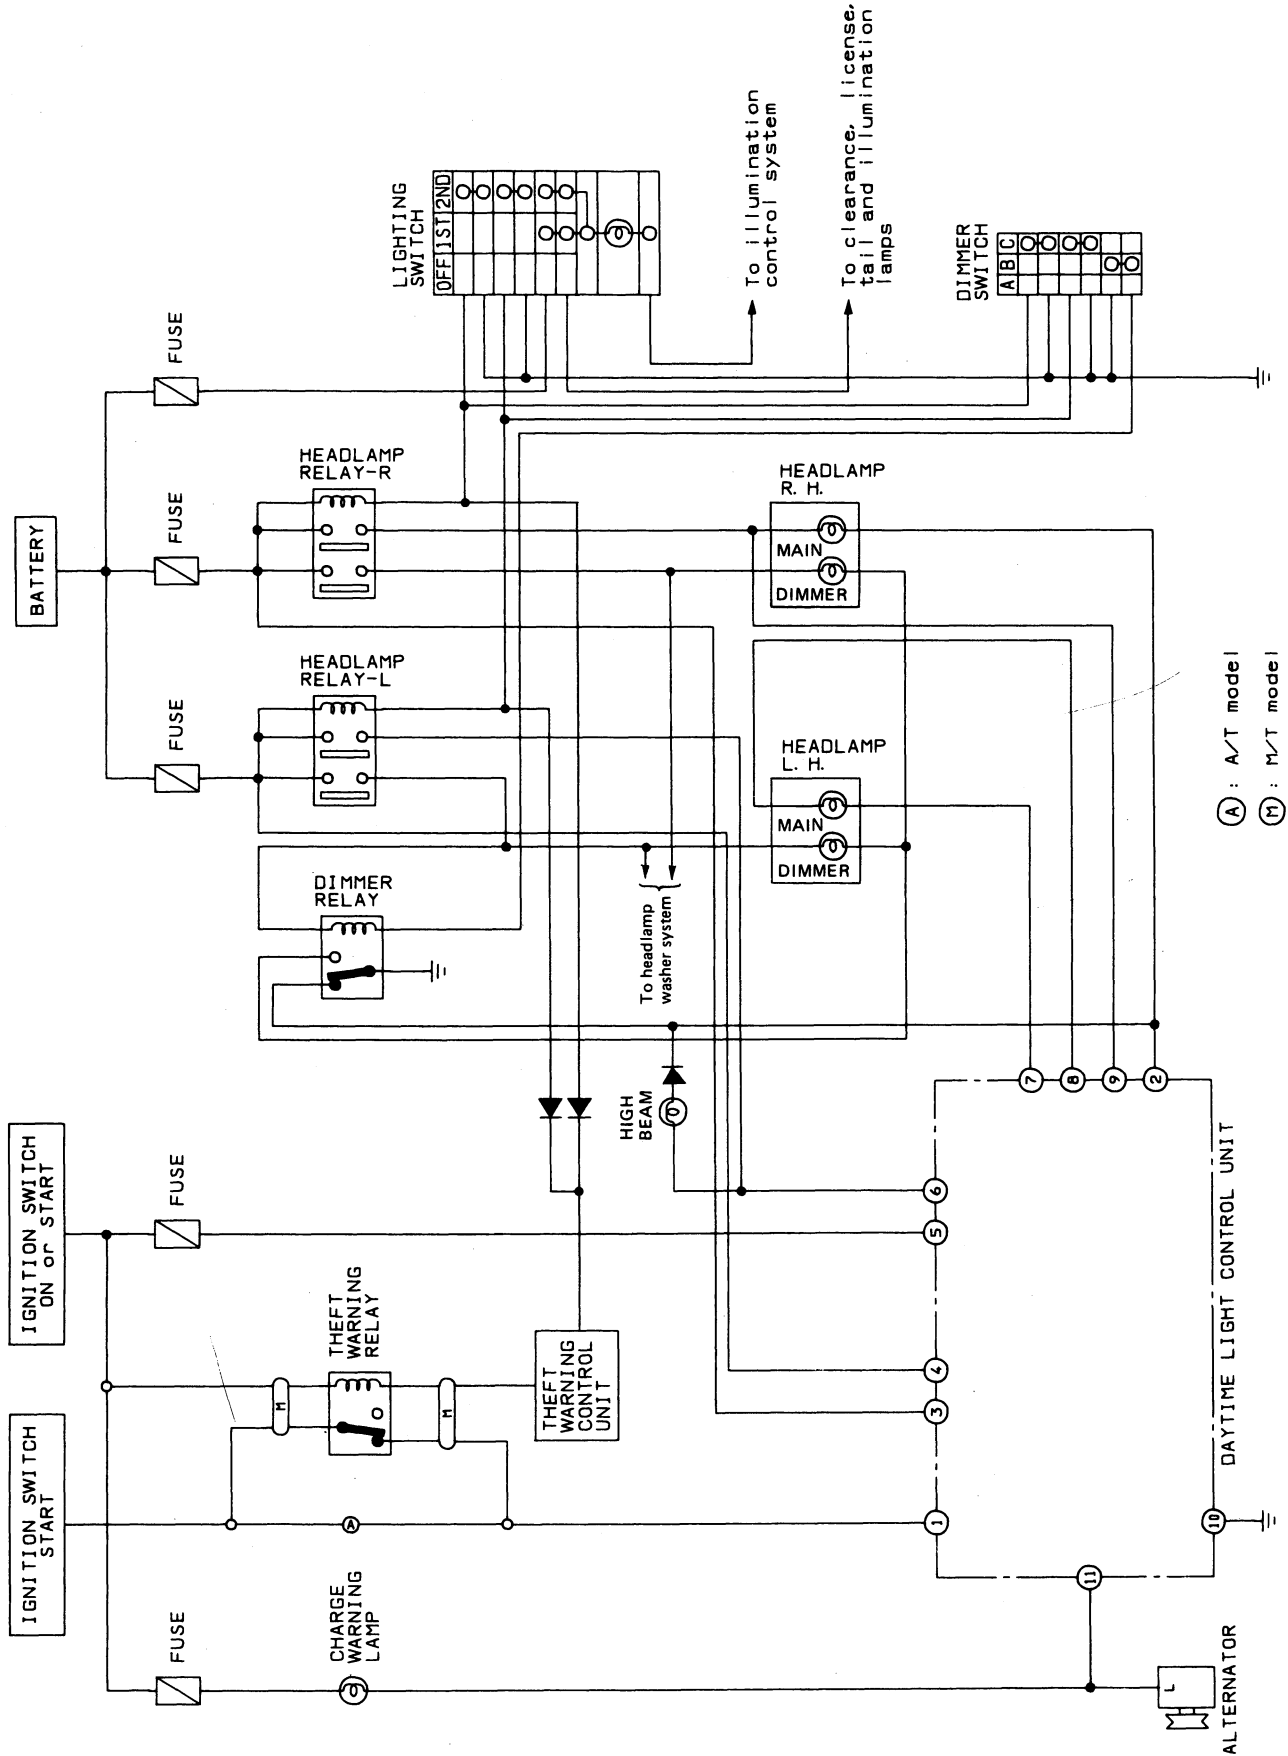 BATTERY
FUSE
FUSE
FUSE
LIGHTING
SWITCH
OFF 1ST 2ND
HEADLAMP
RELAY-R
HEADLAMP
RELAY-L
DIMMER
RELAY
To illumination
control system
To clearance, license,
tail and illumination
lamps
DIMMER
SWITCH
A B C
HEADLAMP
R. H.
MAIN
DIMMER
HEADLAMP
L. H.
MAIN
DIMMER
To headlamp
washer system
HIGH
BEAM
A : A/T model
M : M/T model
IGNITION SWITCH
ON or START
FUSE
IGNITION SWITCH
START
THEFT
WARNING
RELAY
M
M
A
THEFT
WARNING
CONTROL
UNIT
FUSE
CHARGE
WARNING
LAMP
7
8
9
2
6
5
4
3
1
10
11
DAYTIME LIGHT CONTROL UNIT
L
ALTERNATOR